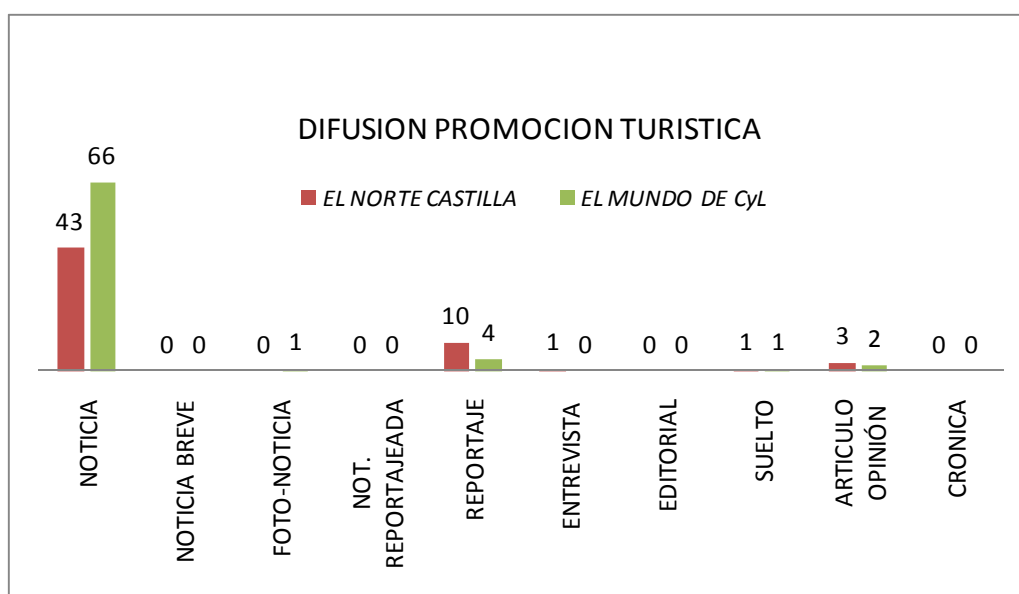 DIFUSION PROMOCION TURISTICA
EL NORTE CASTILLA
EL MUNDO DE CyL
43 66
0 0
0 1
0 0
10 4
1 0
0 0
1 1
3 2
0 0
NOTICIA
NOTICIA BREVE
FOTO-NOTICIA
NOT.
REPORTAJEADA
REPORTAJE
ENTREVISTA
EDITORIAL
SUELTO
ARTICULO
OPINIÓN
CRONICA